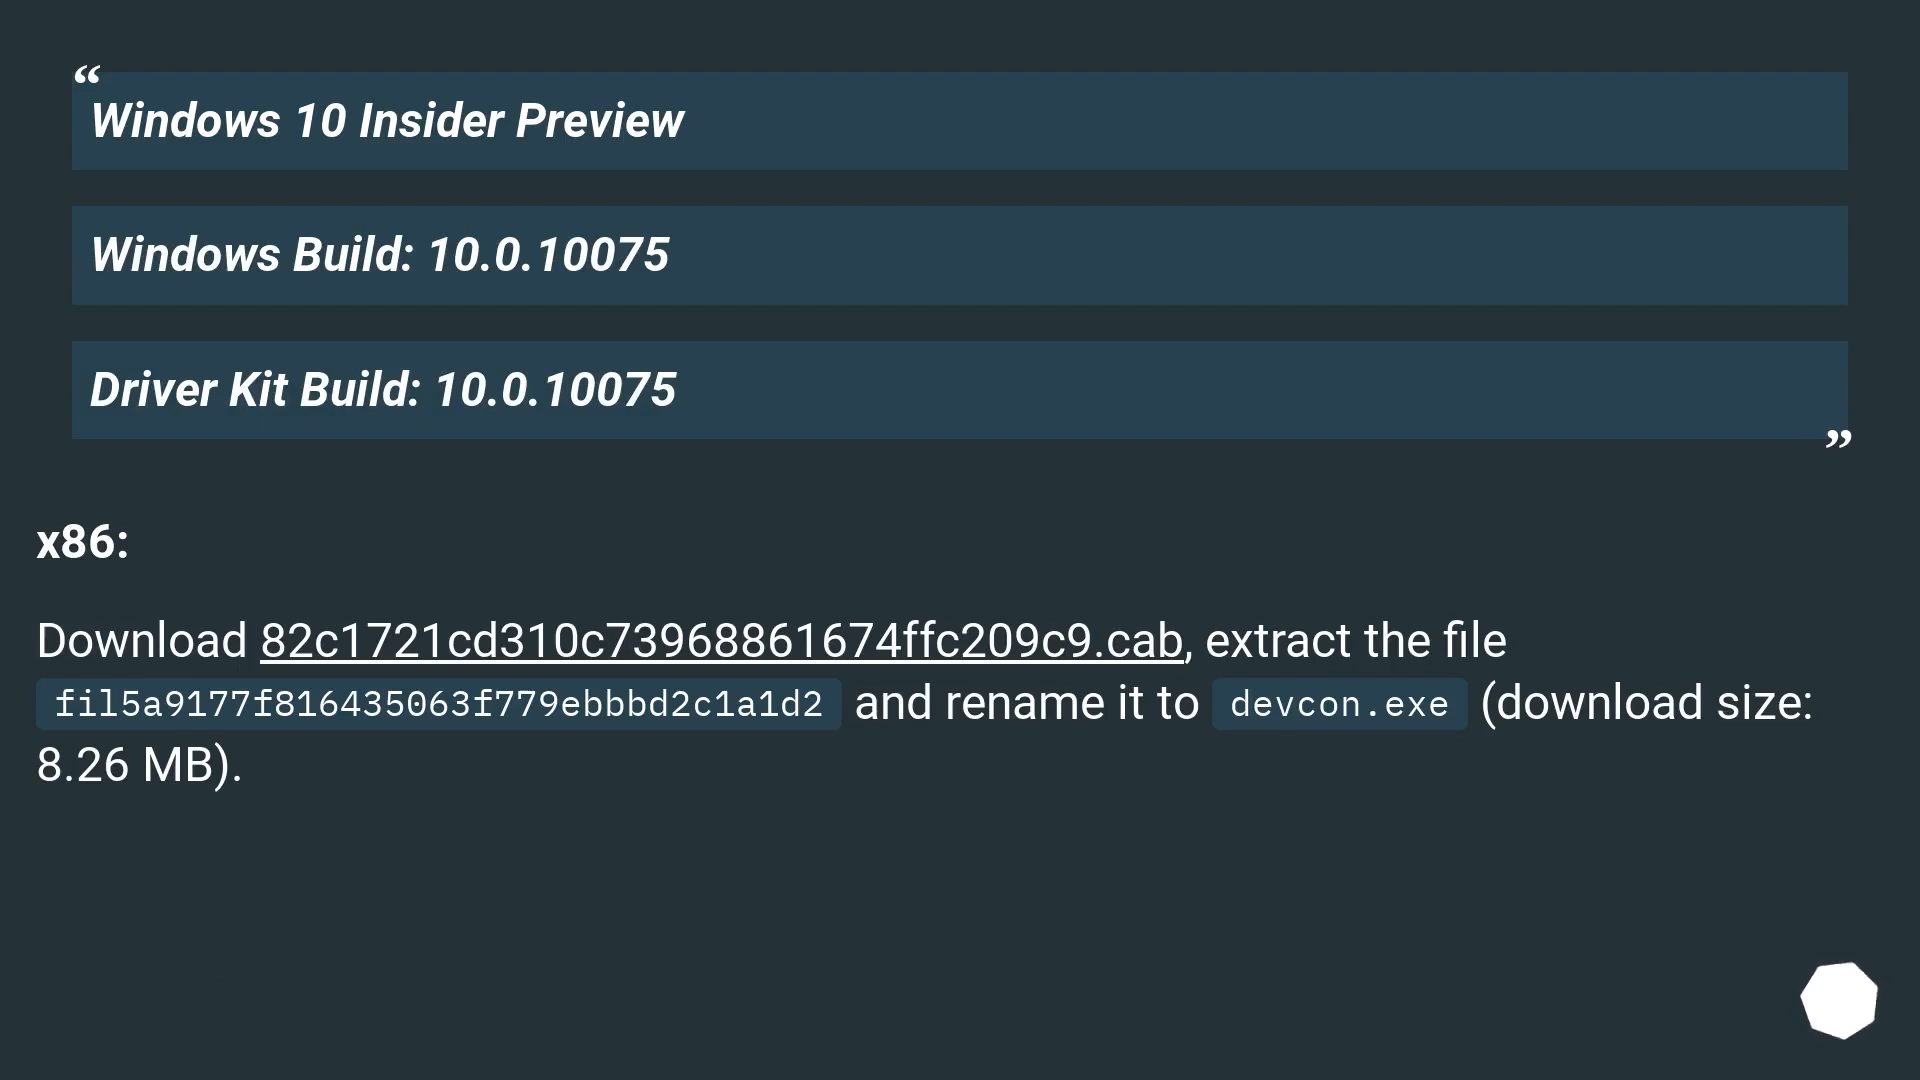 “
Windows 10 Insider Preview
Windows Build: 10.0.10075
Driver Kit Build: 10.0.10075
”
x86:
Download 82c1721cd310c73968861674ffc209c9.cab, extract the file
fil5a9177f816435063f779ebbbd2c1a1d2 and rename it to devcon.exe (download size:
8.26 MB).